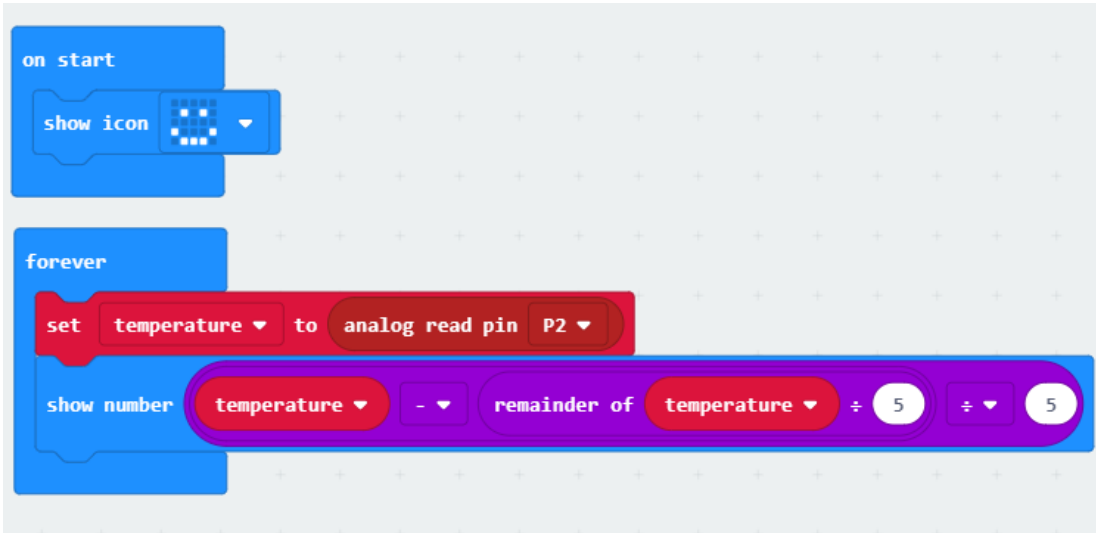 on start
show icon
forever
set temperature to analog read pin P2
show number temperature - remainder of temperature ÷ 5 ÷ 5